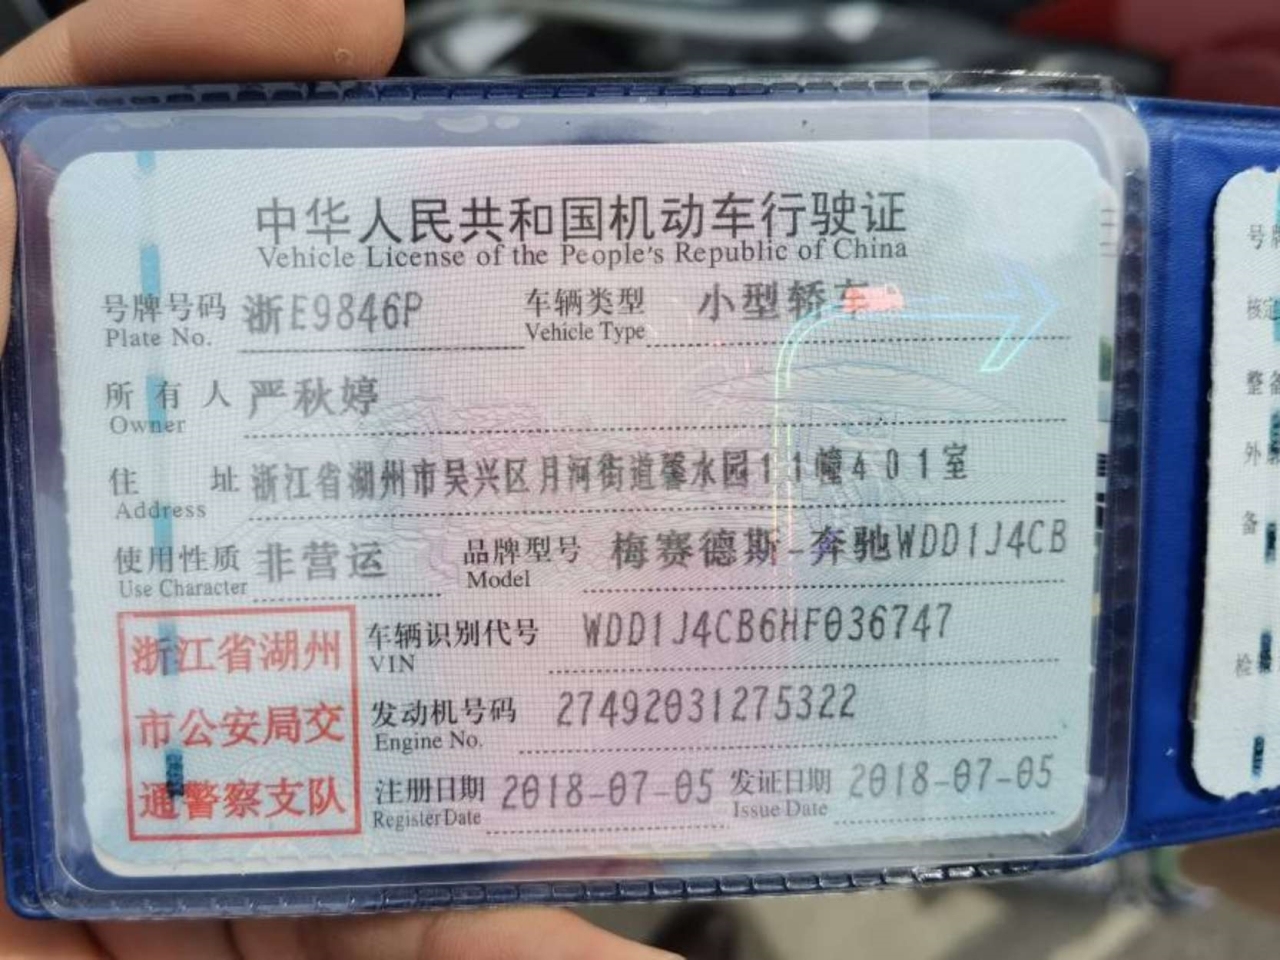 中华人民共和国机动车行驶证
Vehicle License of the People's Republic of China
号牌号码 浙E9846P 车辆类型 小型轿车
Plate No. Vehicle Type
所有人 严秋婷
Owner
住址 浙江省湖州市吴兴区月河街道馨水园11幢401室
Address
使用性质 非营运 品牌型号 梅赛德斯-奔驰WDD1J4CB
Use Character Model
车辆识别代号 WDD1J4CB6HF036747
VIN
发动机号码 27492031275322
Engine No.
注册日期 2018-07-05 发证日期 2018-07-05
Register Date Issue Date
浙江省湖州
市公安局交
通警察支队
号
核定
整备
外
备
检